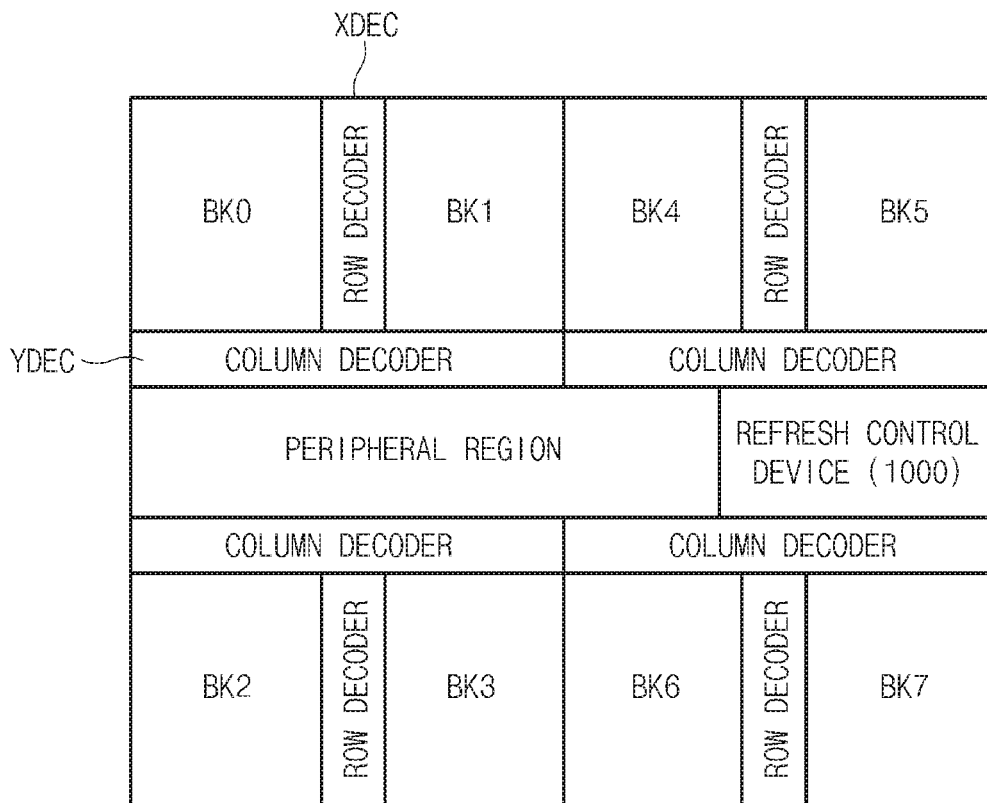 XDEC
BK0
ROW DECODER
BK1
BK4
ROW DECODER
BK5
YDEC
COLUMN DECODER
COLUMN DECODER
PERIPHERAL REGION
REFRESH CONTROL
DEVICE (1000)
COLUMN DECODER
COLUMN DECODER
BK2
ROW DECODER
BK3
BK6
ROW DECODER
BK7